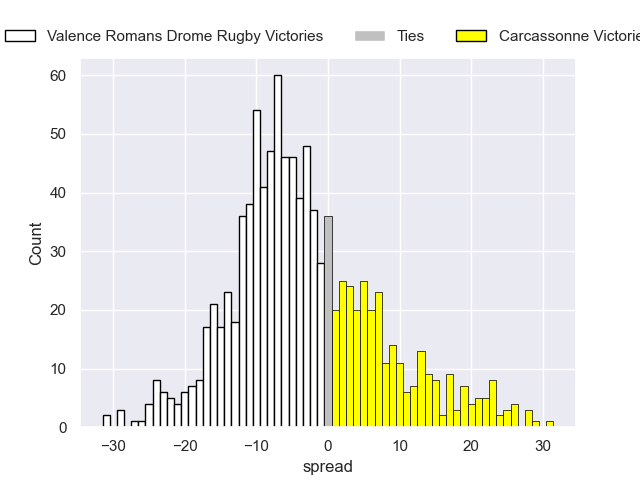 Valence Romans Drome Rugby Victories Ties Carcassonne Victorie
60
50
40
30
20
10
0
Count
−30 −20 −10 0 10 20 30
spread